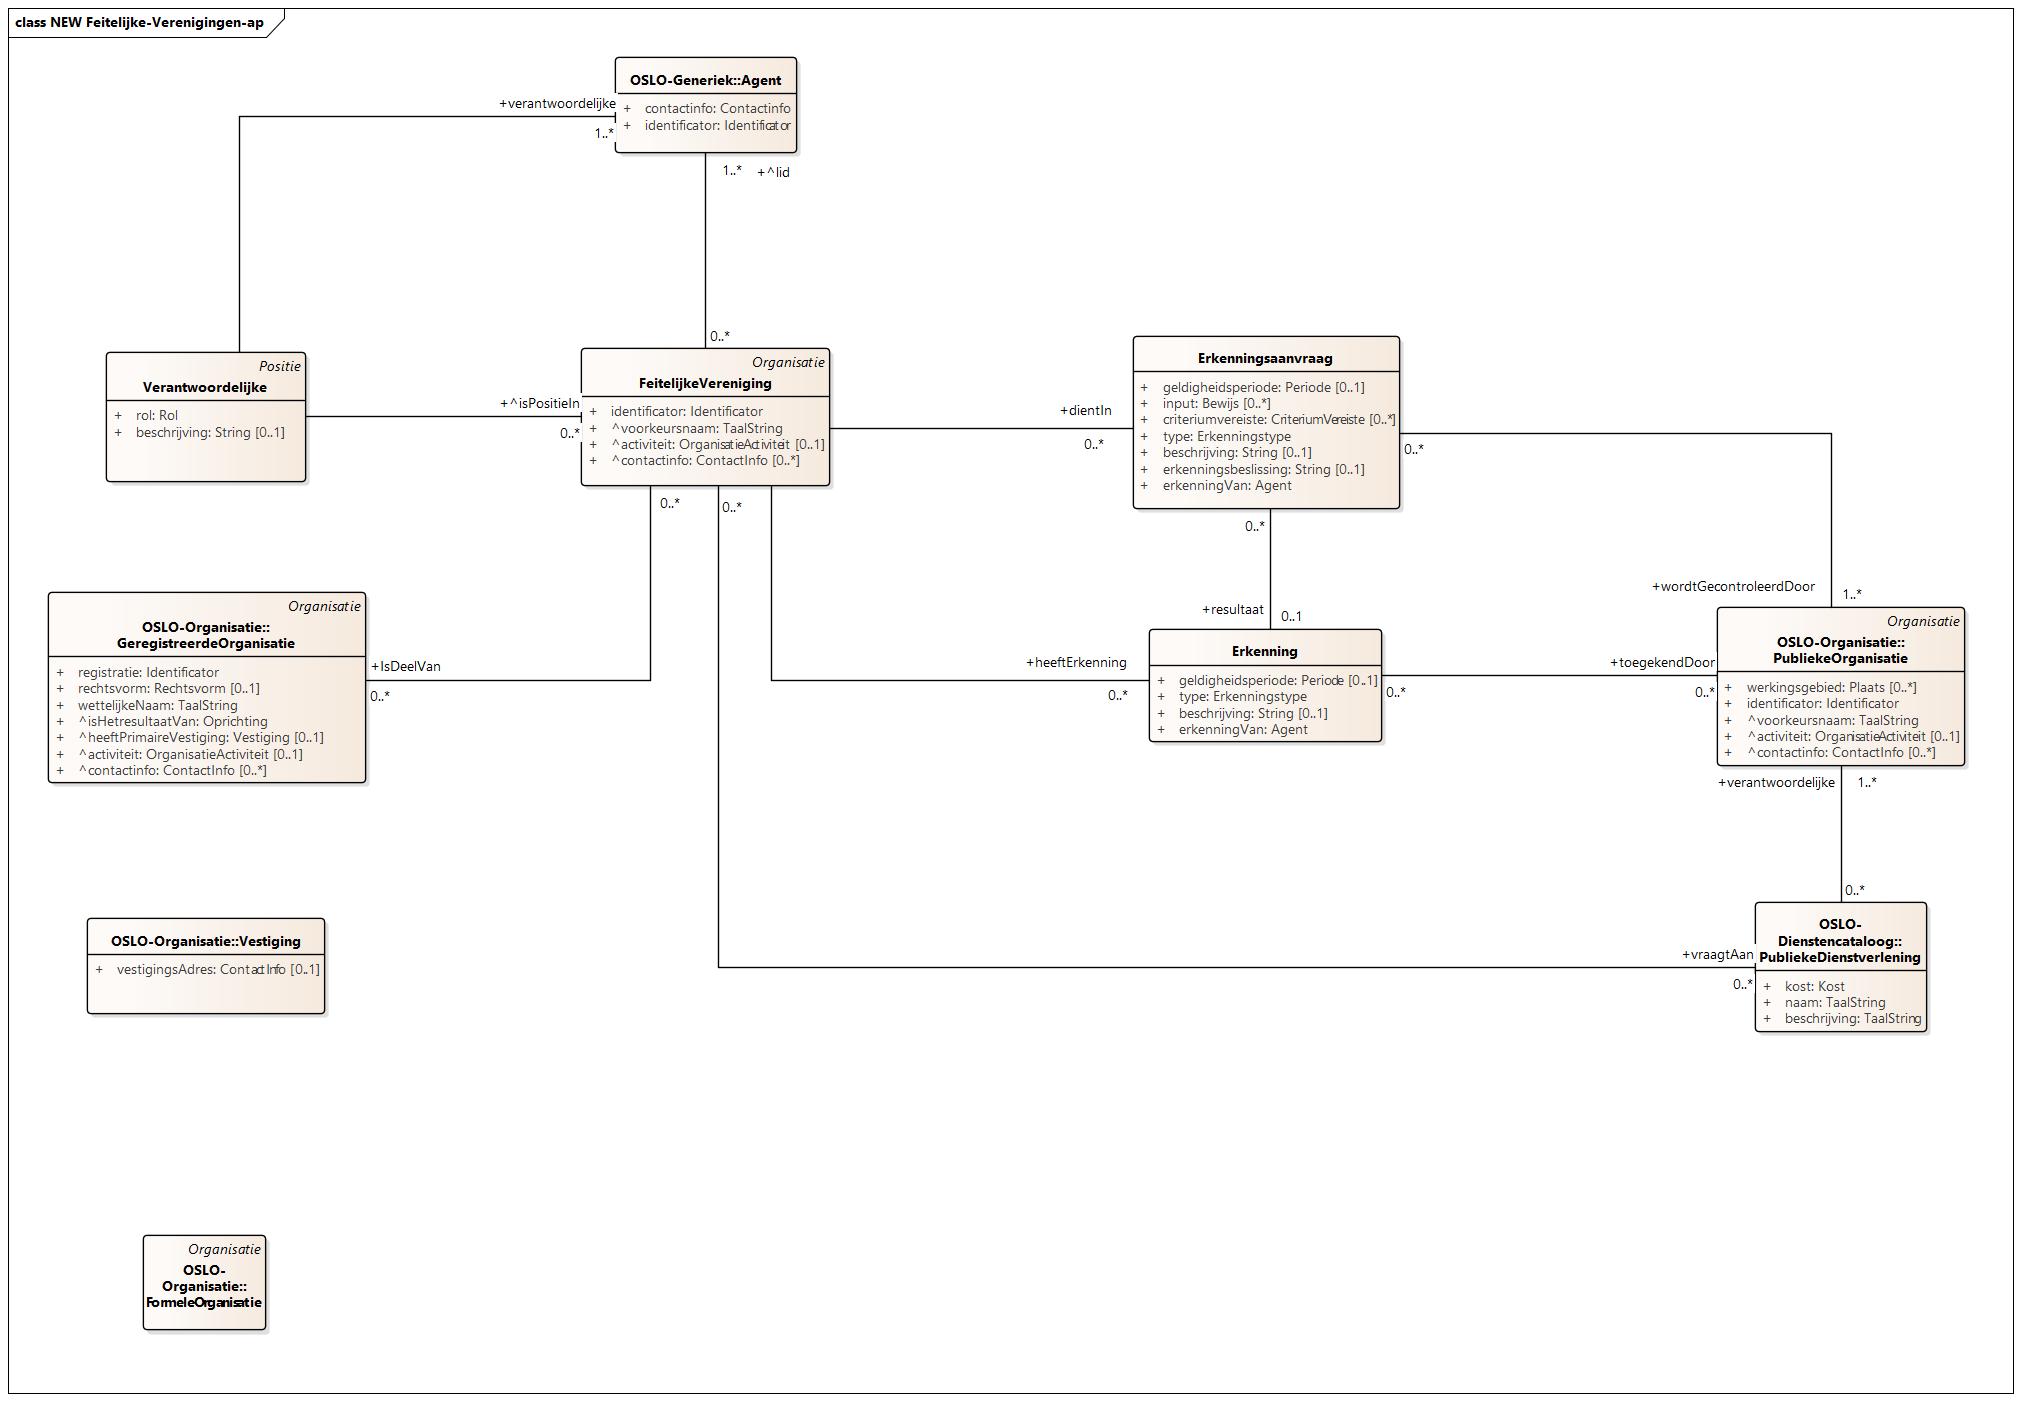 class NEW Feitelijke-Verenigingen-ap
OSLO-Generiek::Agent
+ contactinfo: Contactinfo
+ identificator: Identificator
+verantwoordelijke
1..*
1..*
+^lid
0..*
Positie
Verantwoordelijke
+ rol: Rol
+ beschrijving: String [0..1]
+^isPositieIn
0..*
Organisatie
FeitelijkeVereniging
+ identificator: Identificator
+ ^voorkeursnaam: TaalString
+ ^activiteit: OrganisatieActiviteit [0..1]
+ ^contactinfo: ContactInfo [0..*]
+dientIn
0..*
Erkenningsaanvraag
+ geldigheidsperiode: Periode [0..1]
+ input: Bewijs [0..*]
+ criteriumvereiste: CriteriumVereiste [0..*]
+ type: Erkenningstype
+ beschrijving: String [0..1]
+ erkenningsbeslissing: String [0..1]
+ erkenningVan: Agent
0..*
0..*
0..*
0..*
+resultaat
0..1
+wordtGecontroleerdDoor
1..*
Organisatie
OSLO-Organisatie::
GeregistreerdeOrganisatie
+ registratie: Identificator
+ rechtsvorm: Rechtsvorm [0..1]
+ wettelijkeNaam: TaalString
+ ^isHetresultaatVan: Oprichting
+ ^heeftPrimaireVestiging: Vestiging [0..1]
+ ^activiteit: OrganisatieActiviteit [0..1]
+ ^contactinfo: ContactInfo [0..*]
+IsDeelVan
0..*
+heeftErkenning
0..*
Erkenning
+ geldigheidsperiode: Periode [0..1]
+ type: Erkenningstype
+ beschrijving: String [0..1]
+ erkenningVan: Agent
0..*
+toegekendDoor
0..*
Organisatie
OSLO-Organisatie::
PubliekeOrganisatie
+ werkingsgebied: Plaats [0..*]
+ identificator: Identificator
+ ^voorkeursnaam: TaalString
+ ^activiteit: OrganisatieActiviteit [0..1]
+ ^contactinfo: ContactInfo [0..*]
+verantwoordelijke
1..*
0..*
OSLO-Organisatie::Vestiging
+ vestigingsAdres: ContactInfo [0..1]
+vraagtAan
0..*
OSLO-
Dienstencataloog::
PubliekeDienstverlening
+ kost: Kost
+ naam: TaalString
+ beschrijving: TaalString
Organisatie
OSLO-
Organisatie::
FormeleOrganisatie